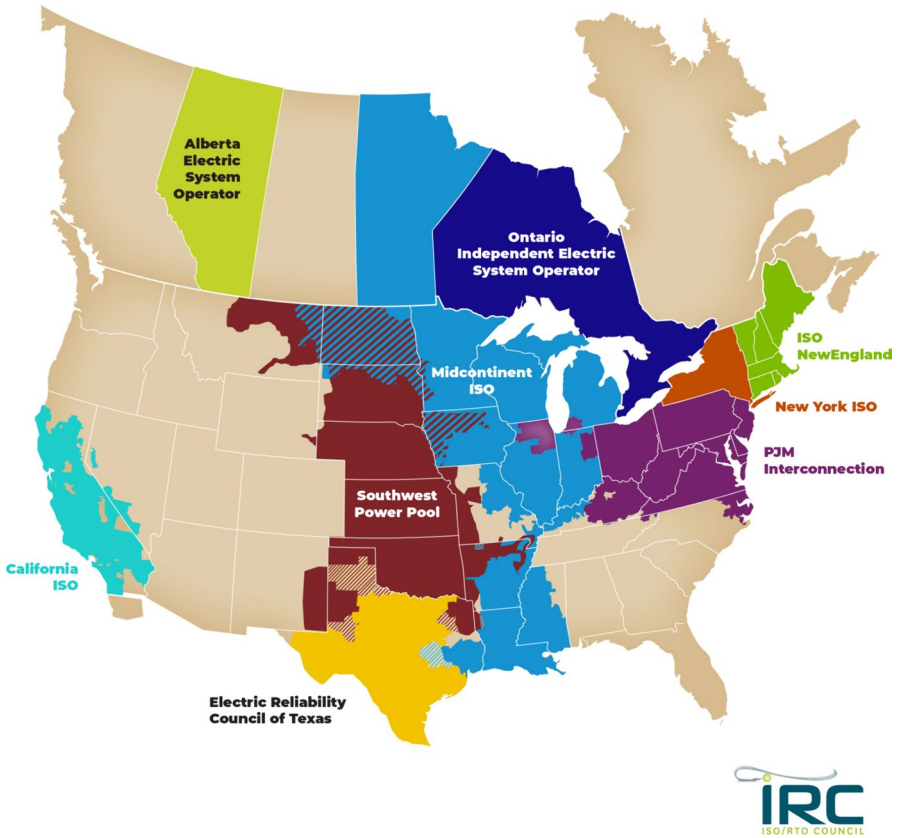 Alberta
Electric
System
Operator
Ontario
Independent Electric
System Operator
ISO
NewEngland
Midcontinent
ISO
New York ISO
PJM
Interconnection
Southwest
Power Pool
California
ISO
Electric Reliability
Council of Texas
iRC
ISO/RTO COUNCIL